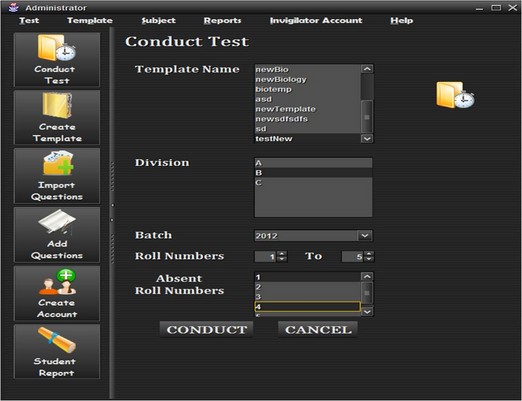 Administrator
Test Template Subject Reports Invigilator Account Help
Conduct Test
Conduct
Test
Create
Template
Import
Questions
Add
Questions
Create
Account
Student
Report
Template Name
newBio
newBiology
biotemp
asd
newTemplate
newsdfsdfs
sd
testNew
Division
A
B
C
Batch
2012
Roll Numbers 1 To 5
Absent
Roll Numbers
1
2
3
4
CONDUCT CANCEL